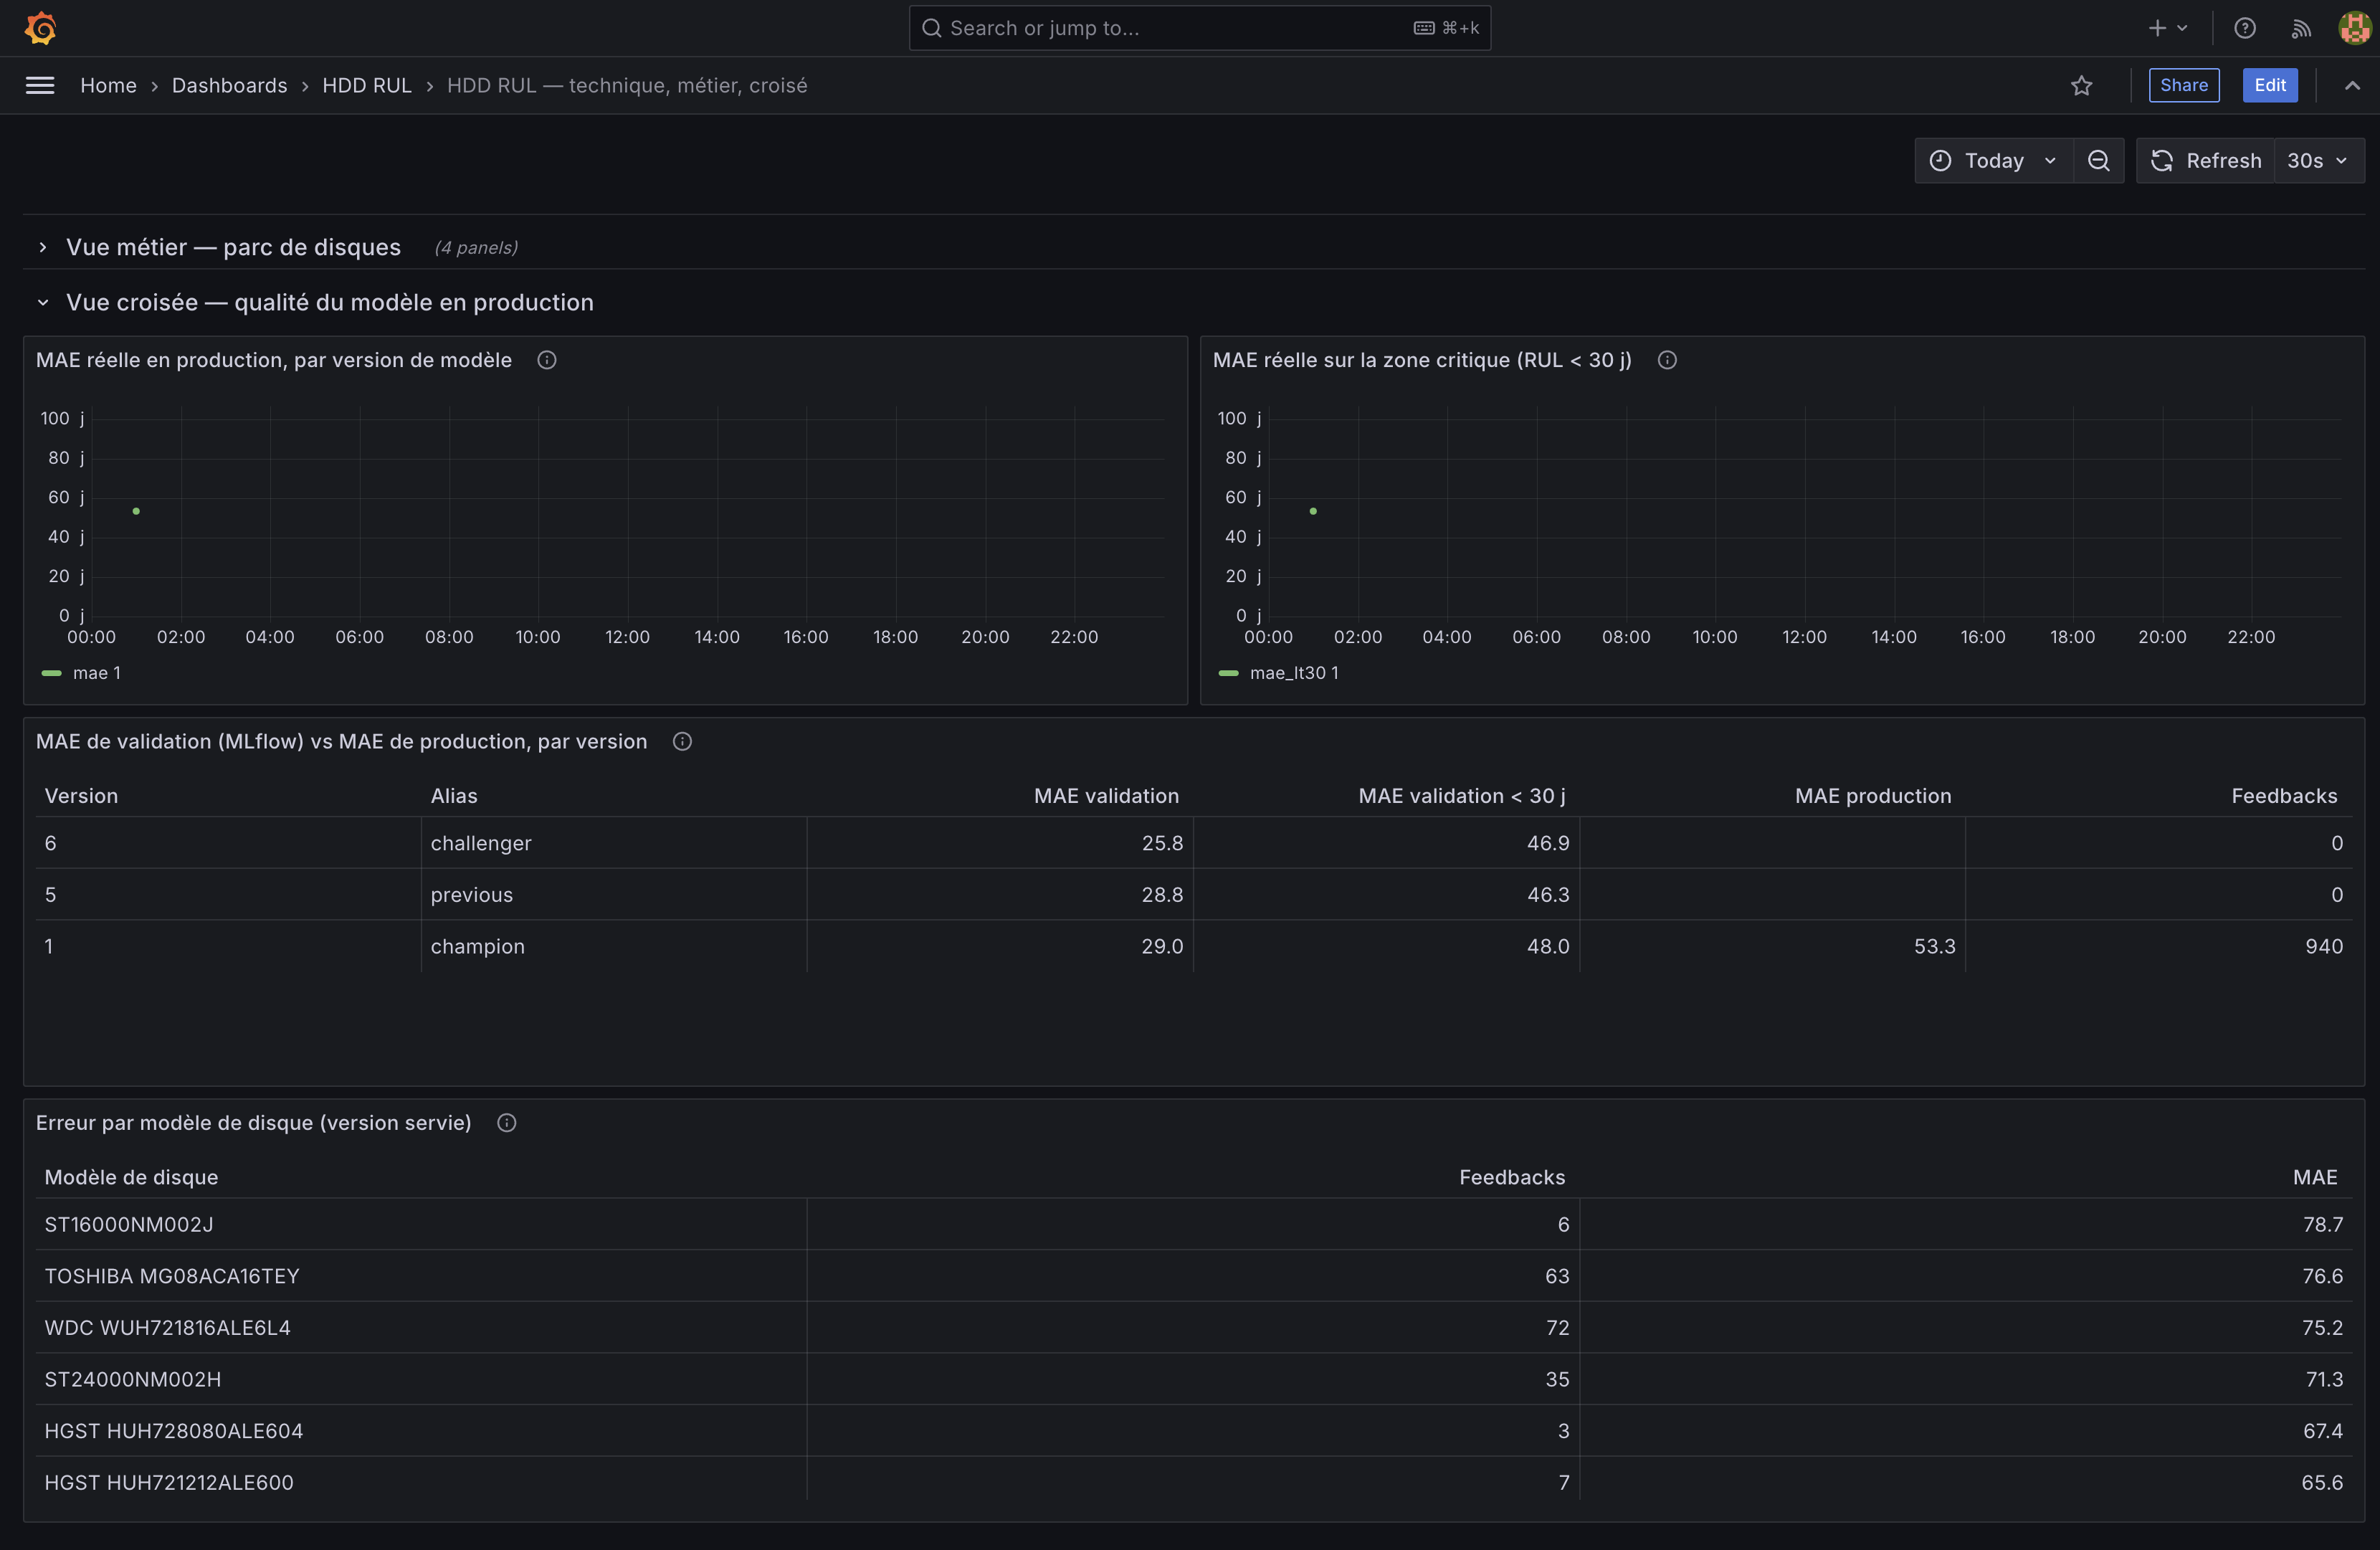 Search or jump to... ⌘+k
Home › Dashboards › HDD RUL › HDD RUL — technique, métier, croisé Share Edit
Today Refresh 30s
Vue métier — parc de disques (4 panels)
Vue croisée — qualité du modèle en production
MAE réelle en production, par version de modèle
100 j
80 j
60 j
40 j
20 j
0 j
00:00 02:00 04:00 06:00 08:00 10:00 12:00 14:00 16:00 18:00 20:00 22:00
mae 1
MAE réelle sur la zone critique (RUL < 30 j)
100 j
80 j
60 j
40 j
20 j
0 j
00:00 02:00 04:00 06:00 08:00 10:00 12:00 14:00 16:00 18:00 20:00 22:00
mae_lt30 1
MAE de validation (MLflow) vs MAE de production, par version
Version Alias MAE validation MAE validation < 30 j MAE production Feedbacks
6 challenger 25.8 46.9 0
5 previous 28.8 46.3 0
1 champion 29.0 48.0 53.3 940
Erreur par modèle de disque (version servie)
Modèle de disque Feedbacks MAE
ST16000NM002J 6 78.7
TOSHIBA MG08ACA16TEY 63 76.6
WDC WUH721816ALE6L4 72 75.2
ST24000NM002H 35 71.3
HGST HUH728080ALE604 3 67.4
HGST HUH721212ALE600 7 65.6